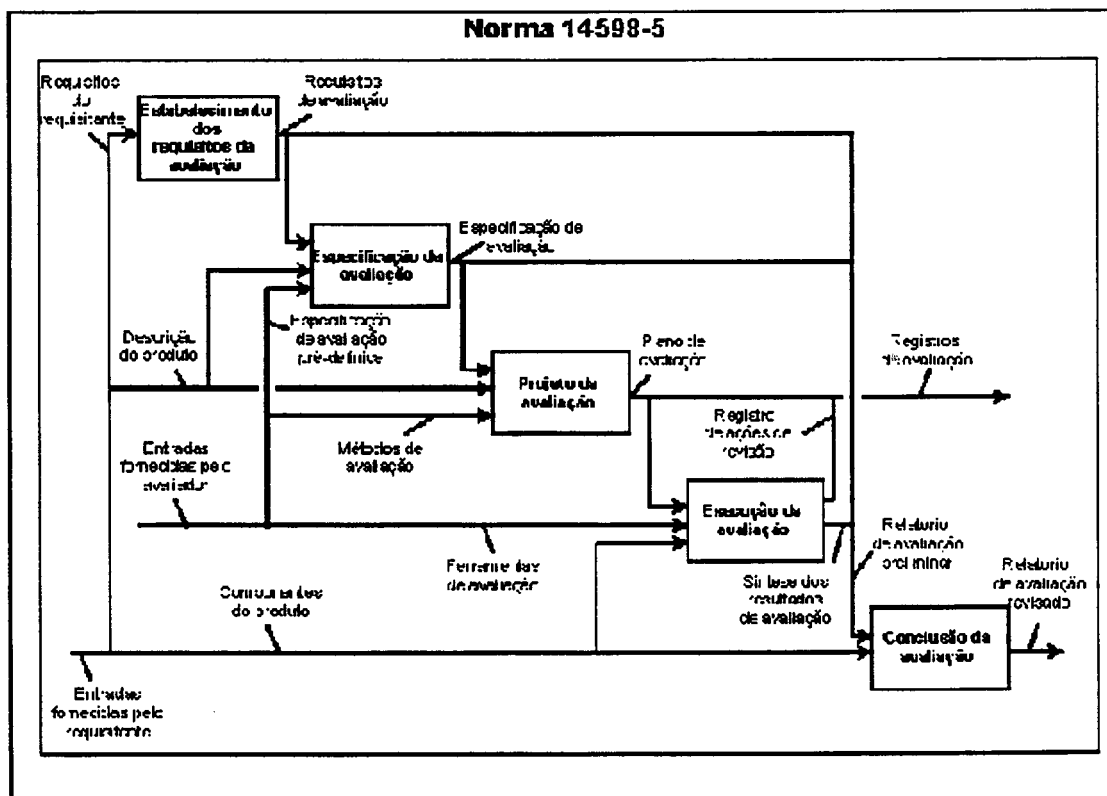 Norma 14598-5
Requisitos
do
requisitante
Requisitos
de avaliação
Estabelecimento
dos
requisitos da
avaliação
Especificação da
avaliação
Especificação de
avaliação
Descrição
do produto
Especificação
de avaliação
pré-define
Projeto da
avaliação
Plano de
avaliação
Registros
de avaliação
Registro
de ações de
revisão
Entradas
fornecidas pelo
avaliador
Métodos de
avaliação
Execução da
avaliação
Ferramentas
de avaliação
Relatorio
de avaliação
preliminar
Síntese dos
resultados
de avaliação
Relatorio
de avaliação
revisado
Componentes
do produto
Conclusão da
avaliação
Entradas
fornecidas pelo
requisitante